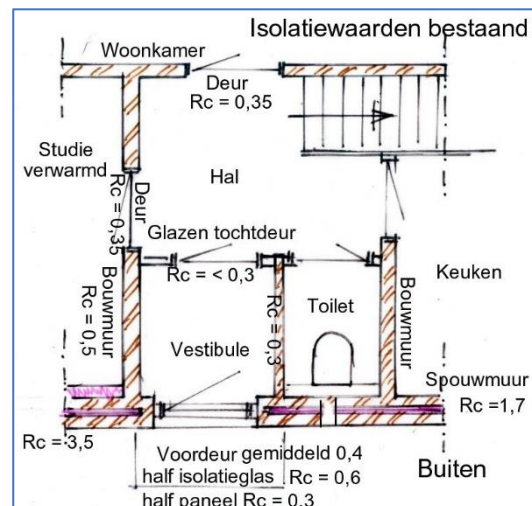 Isolatiewaarden bestaand
Woonkamer
Deur
Rc = 0,35
Studie
verwarmd
Deur
Rc = 0,35
Hal
Glazen tochtdeur
Rc = < 0,3
Keuken
Bouwmuur
Rc = 0,5
Rc = 0,3
Toilet
Bouwmuur
Vestibule
Spouwmuur
Rc = 1,7
Rc = 3,5
Voordeur gemiddeld 0,4
half isolatieglas Rc = 0,6
half paneel Rc = 0,3
Buiten